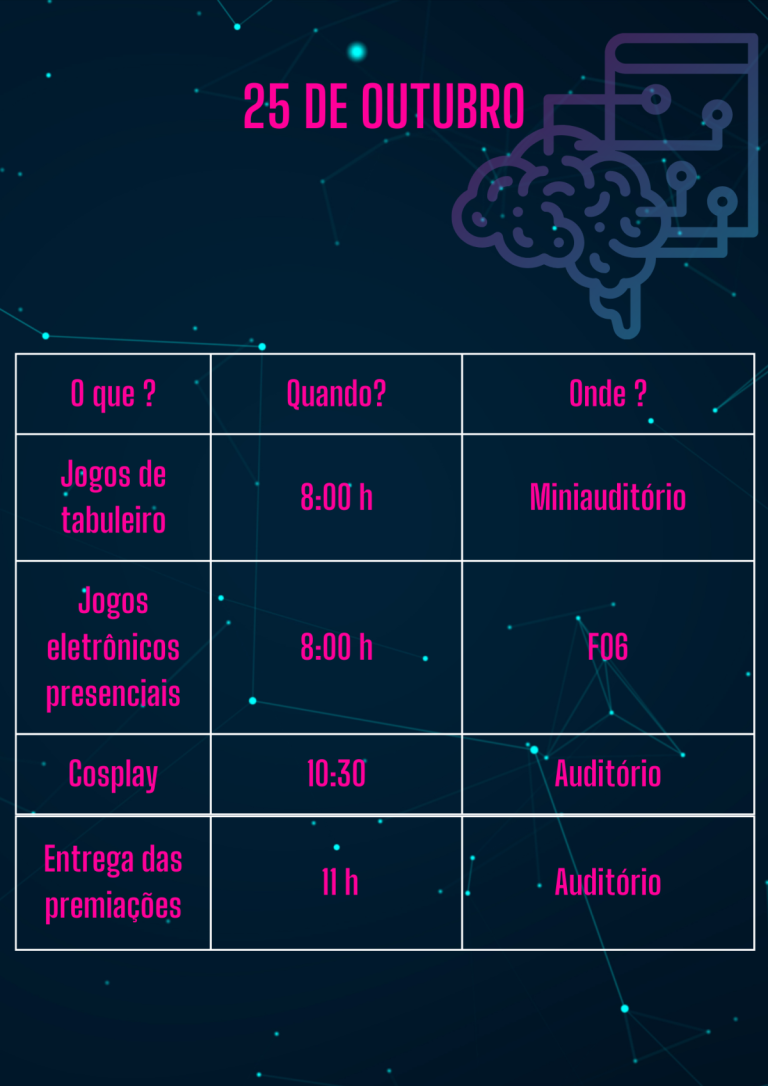 25 DE OUTUBRO
O que ?
Quando?
Onde ?
Jogos de
tabuleiro
8:00 h
Miniauditório
Jogos
eletrônicos
presenciais
8:00 h
F06
Cosplay
10:30
Auditório
Entrega das
premiações
11 h
Auditório